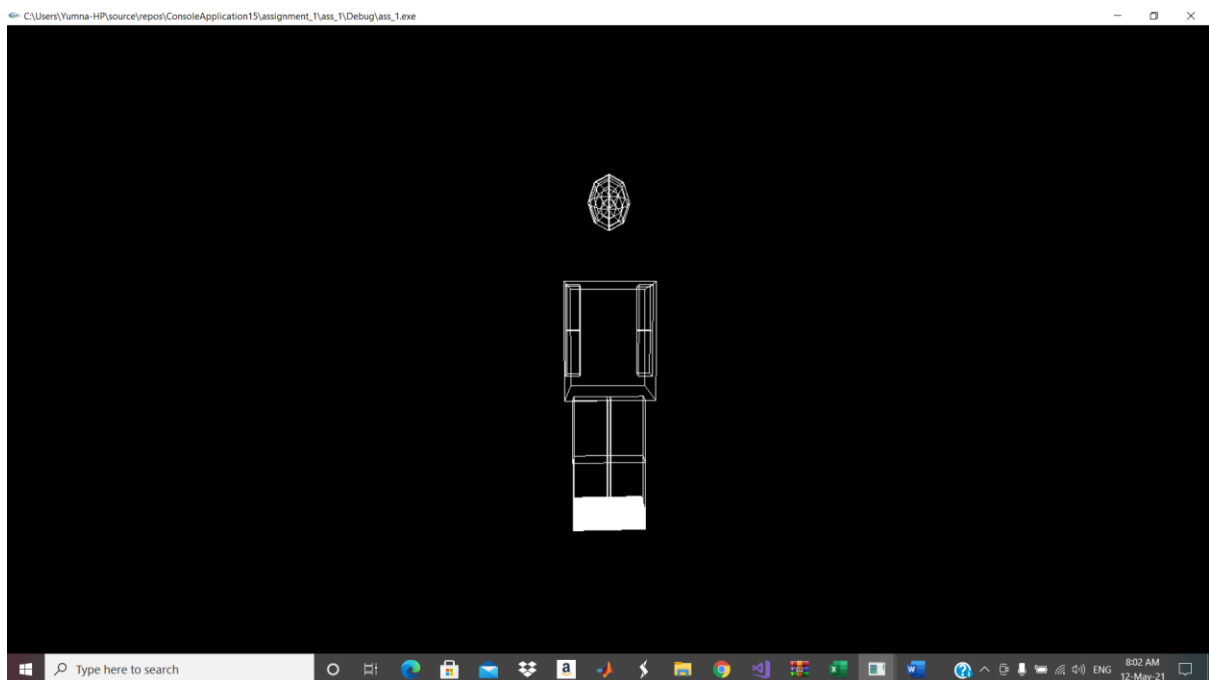 C:\Users\Yumna-HP\source\repos\ConsoleApplication15\assignment_1\ass_1\Debug\ass_1.exe
Type here to search
a
x
w
ENG
8:02 AM
12-May-21